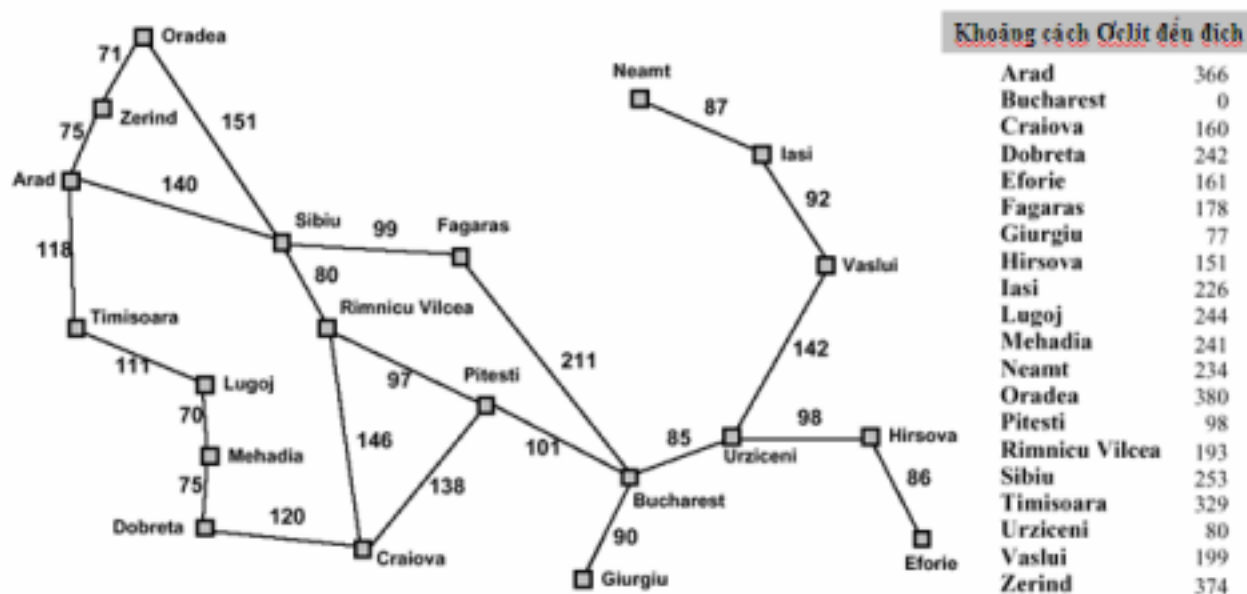 Oradea
71
Neamt
Zerind
87
151
75
Iasi
Arad
140
Sibiu
99
Fagaras
92
118
80
Vaslui
Timisoara
Rimnicu Vilcea
111
Lugoj
97
Pitesti
211
142
70
98
Mehadia
146
101
85
Urziceni
Hirsova
75
138
86
Dobreta
120
Bucharest
Craiova
90
Giurgiu
Eforie
Khoảng cách Ơclit đến đích
Arad 366
Bucharest 0
Craiova 160
Dobreta 242
Eforie 161
Fagaras 178
Giurgiu 77
Hirsova 151
Iasi 226
Lugoj 244
Mehadia 241
Neamt 234
Oradea 380
Pitesti 98
Rimnicu Vilcea 193
Sibiu 253
Timisoara 329
Urziceni 80
Vaslui 199
Zerind 374